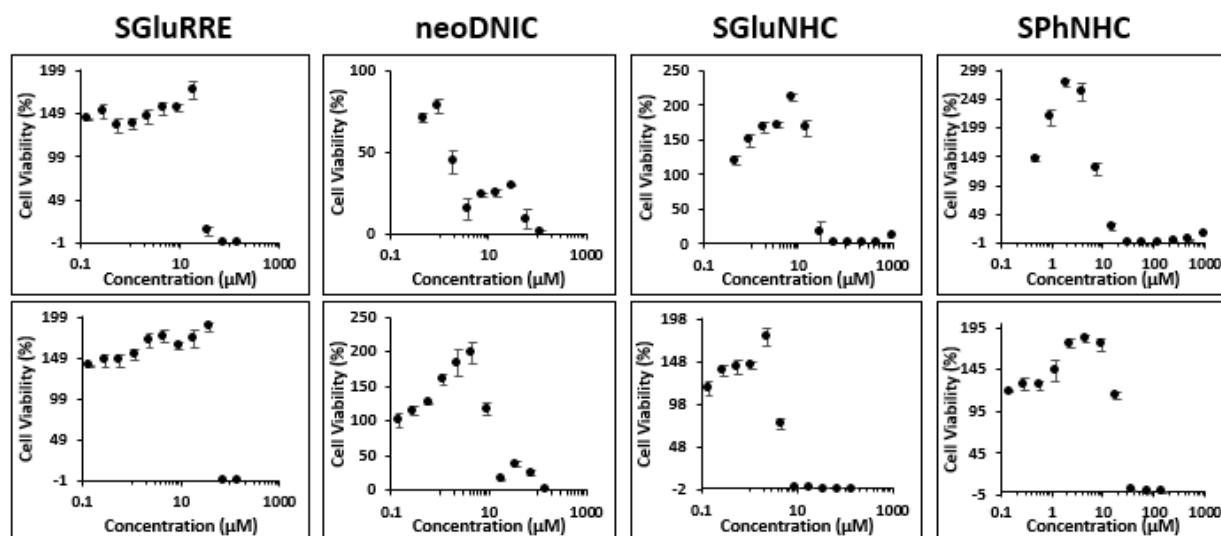 SGluRRE neoDNIC SGluNHC SPhNHC
Cell Viability (%)
199
149
99
49
-1
0.1 10 1000
Concentration (µM)
Cell Viability (%)
100
50
0
0.1 10 1000
Concentration (µM)
Cell Viability (%)
250
200
150
100
50
0
0.1 10 1000
Concentration (µM)
Cell Viability (%)
299
249
199
149
99
49
-1
0.1 1 10 100 1000
Concentration (µM)
Cell Viability (%)
199
149
99
49
-1
0.1 10 1000
Concentration (µM)
Cell Viability (%)
250
200
150
100
50
0
0.1 10 1000
Concentration (µM)
Cell Viability (%)
198
148
98
48
-2
0.1 10 1000
Concentration (µM)
Cell Viability (%)
195
145
95
45
-5
0.1 1 10 100 1000
Concentration (µM)